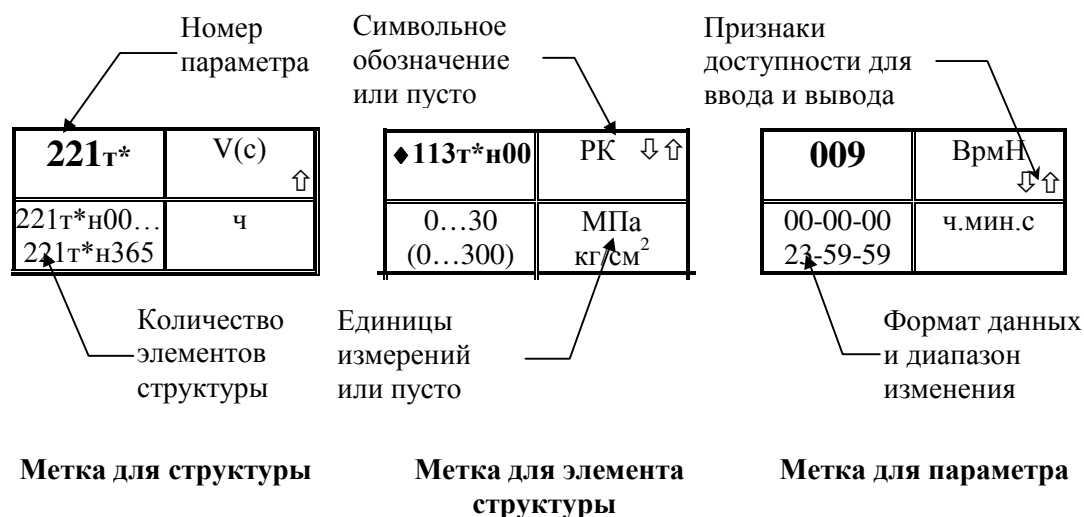 Номер
параметра
Символьное
обозначение
или пусто
Признаки
доступности для
ввода и вывода
221т* V(с)
⇧
221т*н00… ч
221т*н365
♦113т*н00 РК ⇩⇧
0…30 МПа
(0…300) кг/см²
009 ВрмН
⇩⇧
00-00-00 ч.мин.с
23-59-59
Количество
элементов
структуры
Единицы
измерений
или пусто
Формат данных
и диапазон
изменения
Метка для структуры
Метка для элемента
структуры
Метка для параметра